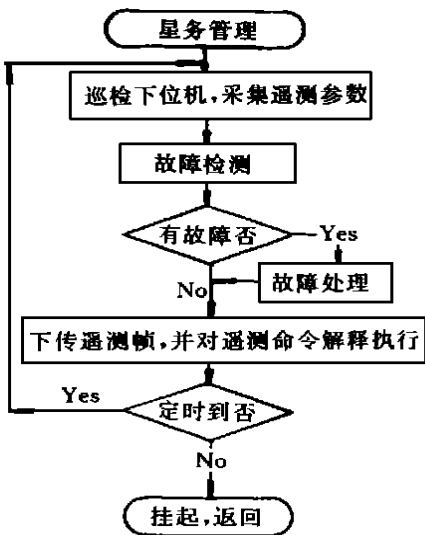 星务管理
巡检下位机,采集遥测参数
故障检测
有故障否
Yes
故障处理
No
下传遥测帧,并对遥测命令解释执行
Yes
定时到否
No
挂起,返回